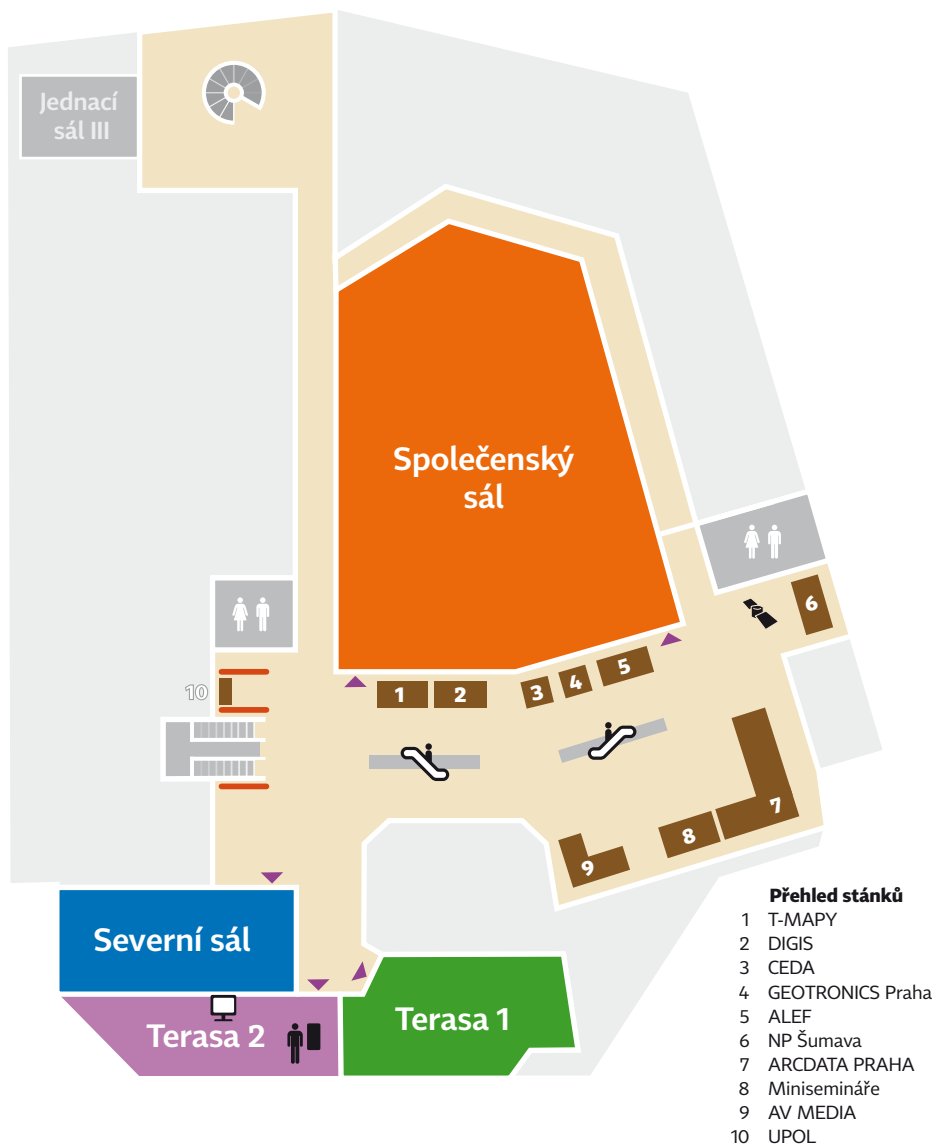 Jednací
sál III
Společenský
sál
6
5
4
3
1
2
10
7
8
9
Severní sál
Terasa 2
Terasa 1
Přehled stánků
1 T-MAPY
2 DIGIS
3 CEDA
4 GEOTRONICS Praha
5 ALEF
6 NP Šumava
7 ARCDATA PRAHA
8 Minisemináře
9 AV MEDIA
10 UPOL